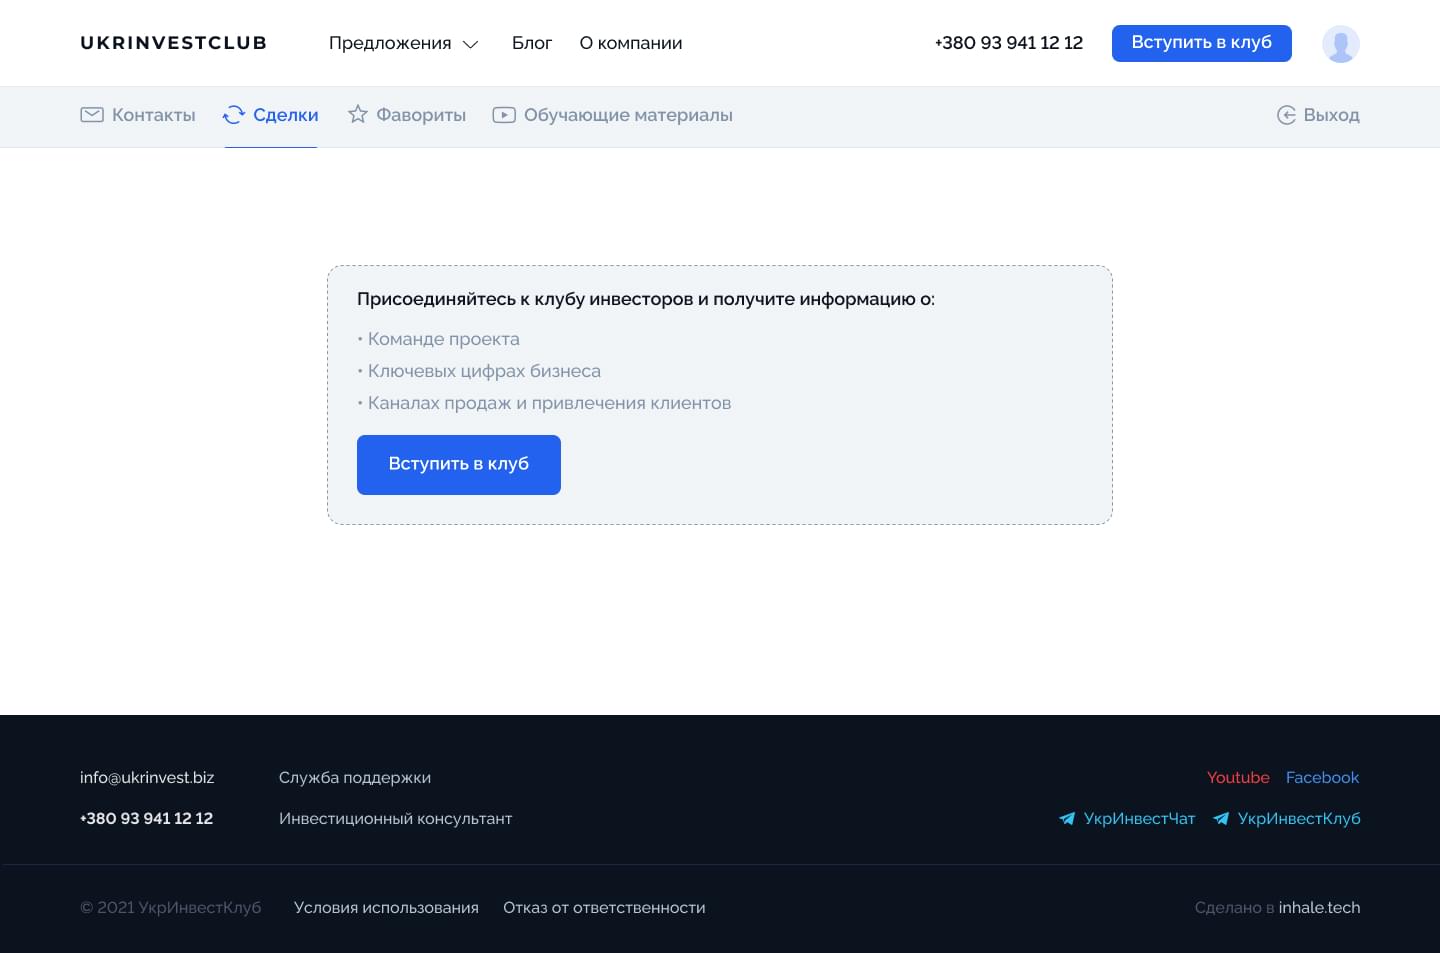 UKRINVESTCLUB Предложения Блог О компании +380 93 941 12 12 Вступить в клуб
Контакты Сделки Фавориты Обучающие материалы Выход
Присоединяйтесь к клубу инвесторов и получите информацию о:
• Команде проекта
• Ключевых цифрах бизнеса
• Каналах продаж и привлечения клиентов
Вступить в клуб
info@ukrinvest.biz Служба поддержки Youtube Facebook
+380 93 941 12 12 Инвестиционный консультант УкрИнвестЧат УкрИнвестКлуб
© 2021 УкрИнвестКлуб Условия использования Отказ от ответственности Сделано в inhale.tech